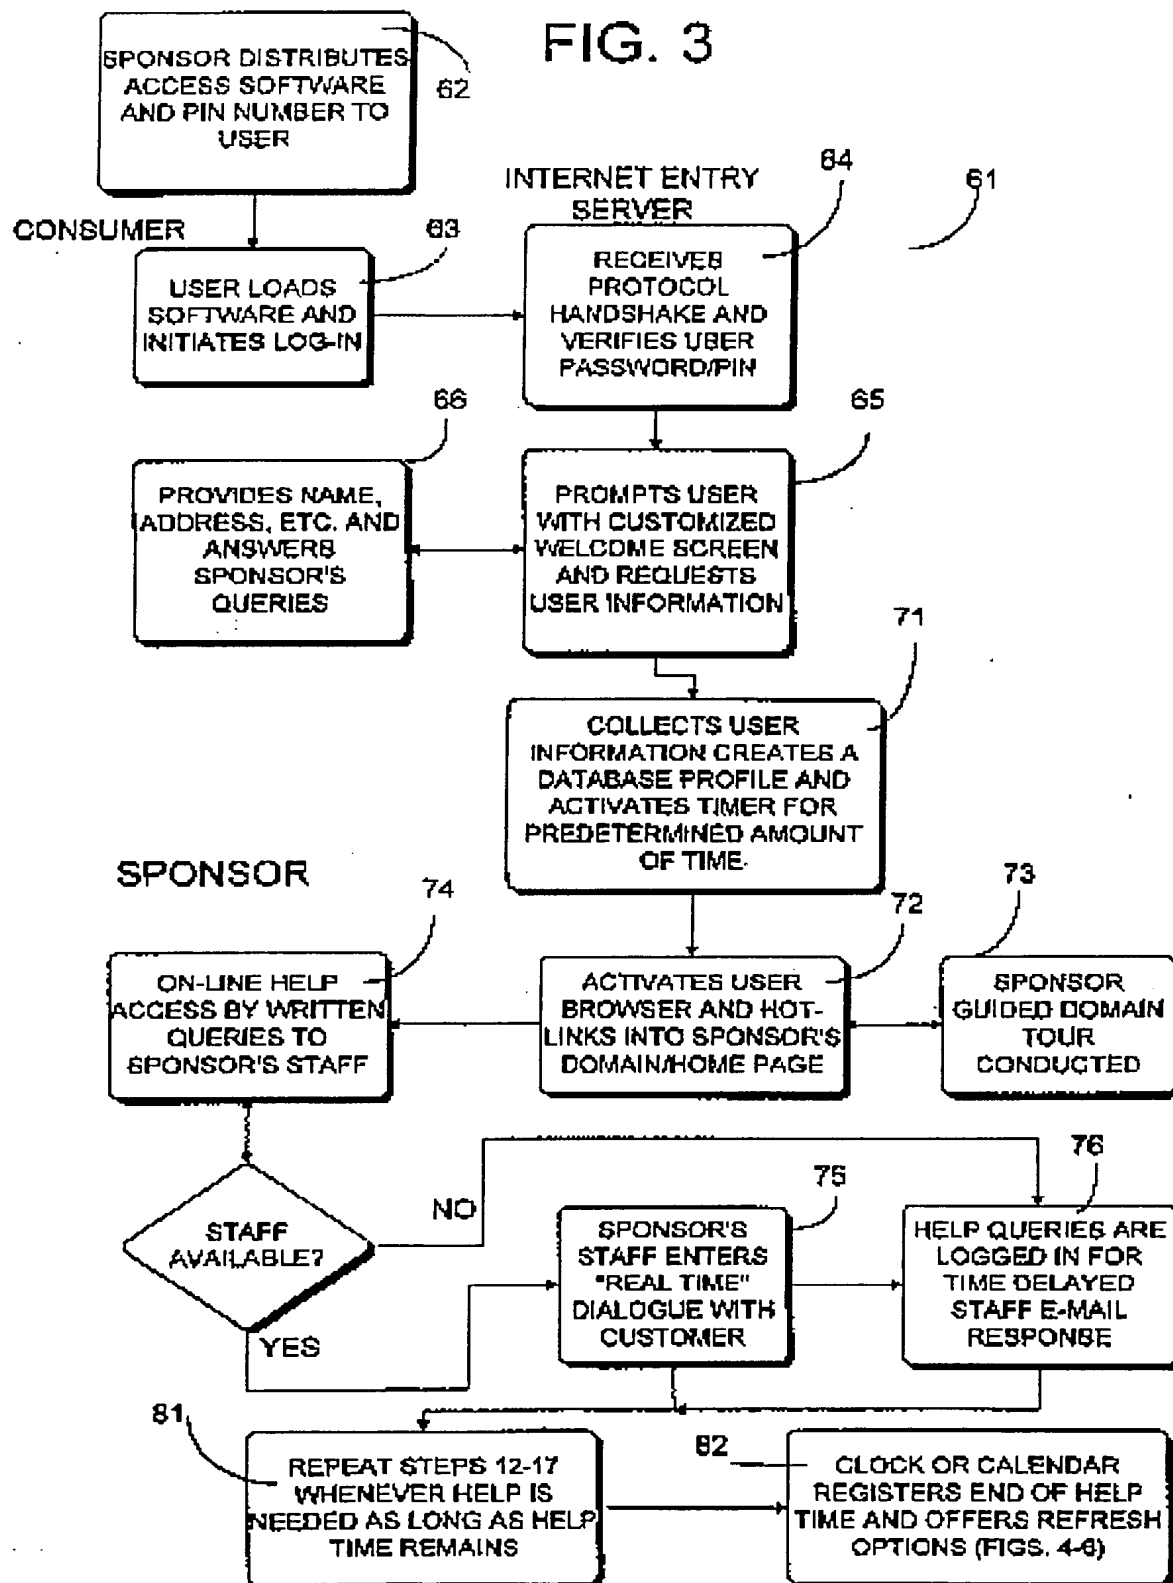 FIG. 3
SPONSOR DISTRIBUTES
ACCESS SOFTWARE
AND PIN NUMBER TO
USER
62
CONSUMER
63
USER LOADS
SOFTWARE AND
INITIATES LOG-IN
INTERNET ENTRY
SERVER
64
61
RECEIVES
PROTOCOL
HANDSHAKE AND
VERIFIES UBER
PASSWORD/PIN
66
PROVIDES NAME,
ADDRESS, ETC. AND
ANSWERS
SPONSOR'S
QUERIES
65
PROMPTS USER
WITH CUSTOMIZED
WELCOME SCREEN
AND REQUESTS
USER INFORMATION
71
COLLECTS USER
INFORMATION CREATES A
DATABASE PROFILE AND
ACTIVATES TIMER FOR
PREDETERMINED AMOUNT
OF TIME.
SPONSOR
74
ON-LINE HELP
ACCESS BY WRITTEN
QUERIES TO
SPONSOR'S STAFF
72
ACTIVATES USER
BROWSER AND HOT-
LINKS INTO SPONSOR'S
DOMAIN/HOME PAGE
73
SPONSOR
GUIDED DOMAIN
TOUR
CONDUCTED
STAFF
AVAILABLE?
NO
YES
75
SPONSOR'S
STAFF ENTERS
"REAL TIME"
DIALOGUE WITH
CUSTOMER
76
HELP QUERIES ARE
LOGGED IN FOR
TIME DELAYED
STAFF E-MAIL
RESPONSE
81
REPEAT STEPS 12-17
WHENEVER HELP IS
NEEDED AS LONG AS HELP
TIME REMAINS
82
CLOCK OR CALENDAR
REGISTERS END OF HELP
TIME AND OFFERS REFRESH
OPTIONS (FIGS. 4-6)